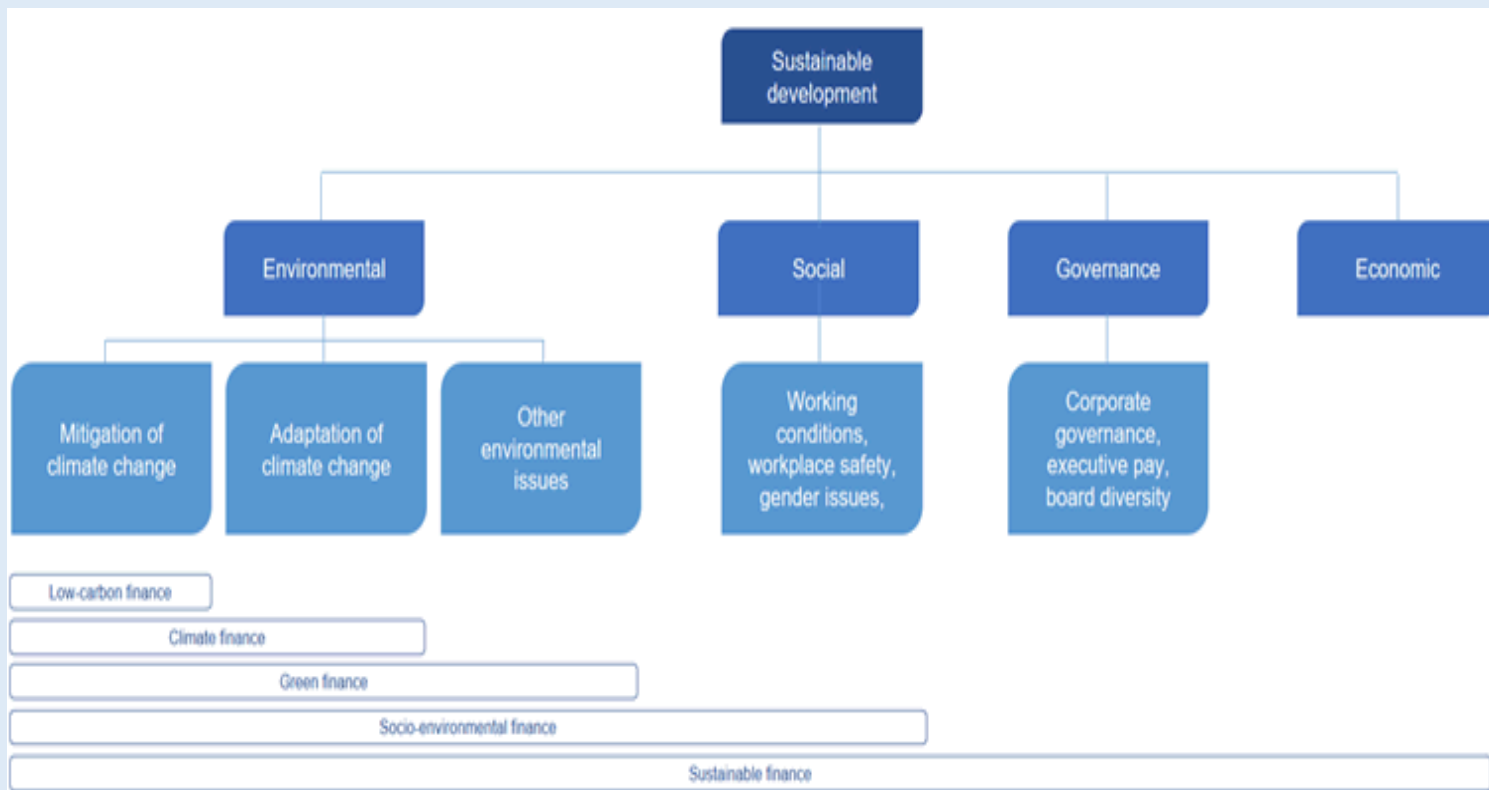 Sustainable
development
Environmental
Social
Governance
Economic
Mitigation of
climate change
Adaptation of
climate change
Other
environmental
issues
Working
conditions,
workplace safety,
gender issues,
Corporate
governance,
executive pay,
board diversity
Low-carbon finance
Climate finance
Green finance
Socio-environmental finance
Sustainable finance